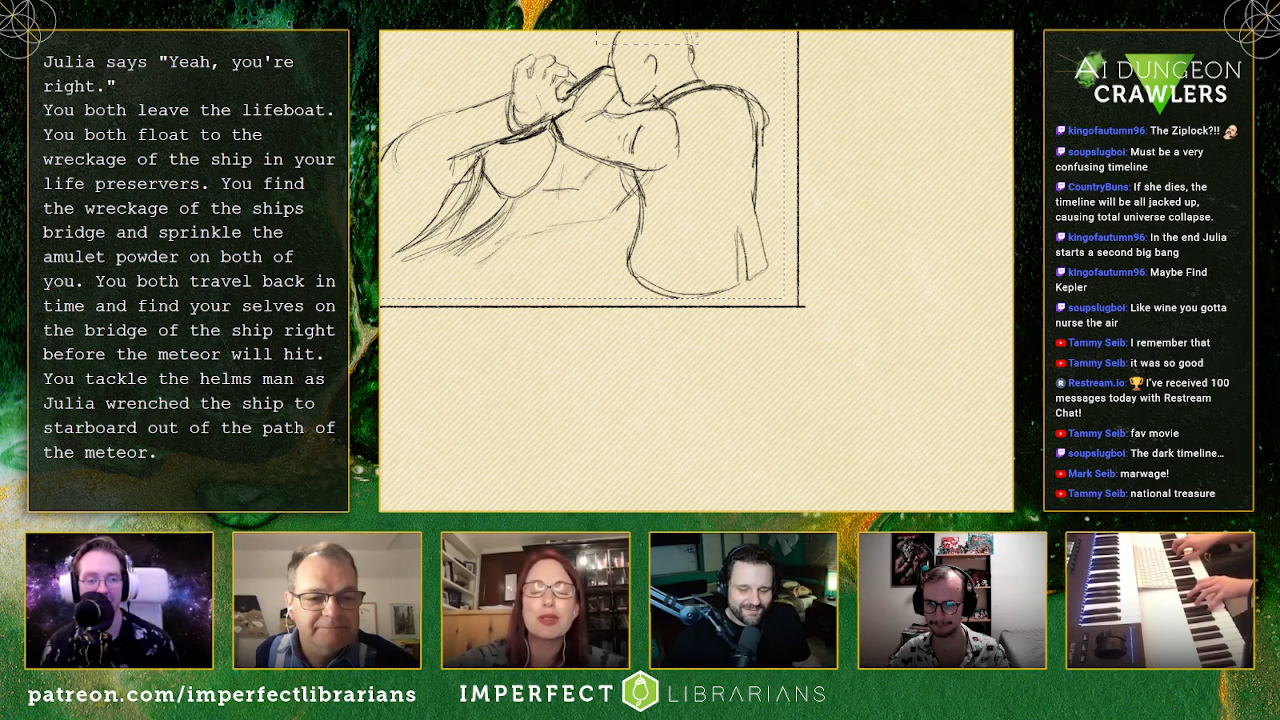 Julia says "Yeah, you're
right."
You both leave the lifeboat.
You both float to the
wreckage of the ship in your
life preservers. You find
the wreckage of the ships
bridge and sprinkle the
amulet powder on both of
you. You both travel back in
time and find your selves on
the bridge of the ship right
before the meteor will hit.
You tackle the helms man as
Julia wrenched the ship to
starboard out of the path of
the meteor.
AI DUNGEON
CRAWLERS
kingofautumn96: The Ziplock?!!
soupslugboi: Must be a very
confusing timeline
CountryBuns: If she dies, the
timeline will be all jacked up,
causing total universe collapse.
kingofautumn96: In the end Julia
starts a second big bang
kingofautumn96: Maybe Find
Kepler
soupslugboi: Like wine you gotta
nurse the air
Tammy Seib: I remember that
Tammy Seib: it was so good
Restream.io: 🏆 I've received 100
messages today with Restream
Chat!
Tammy Seib: fav movie
soupslugboi: The dark timeline...
Mark Seib: marwage!
Tammy Seib: national treasure
patreon.com/imperfectlibrarians
IMPERFECT LIBRARIANS